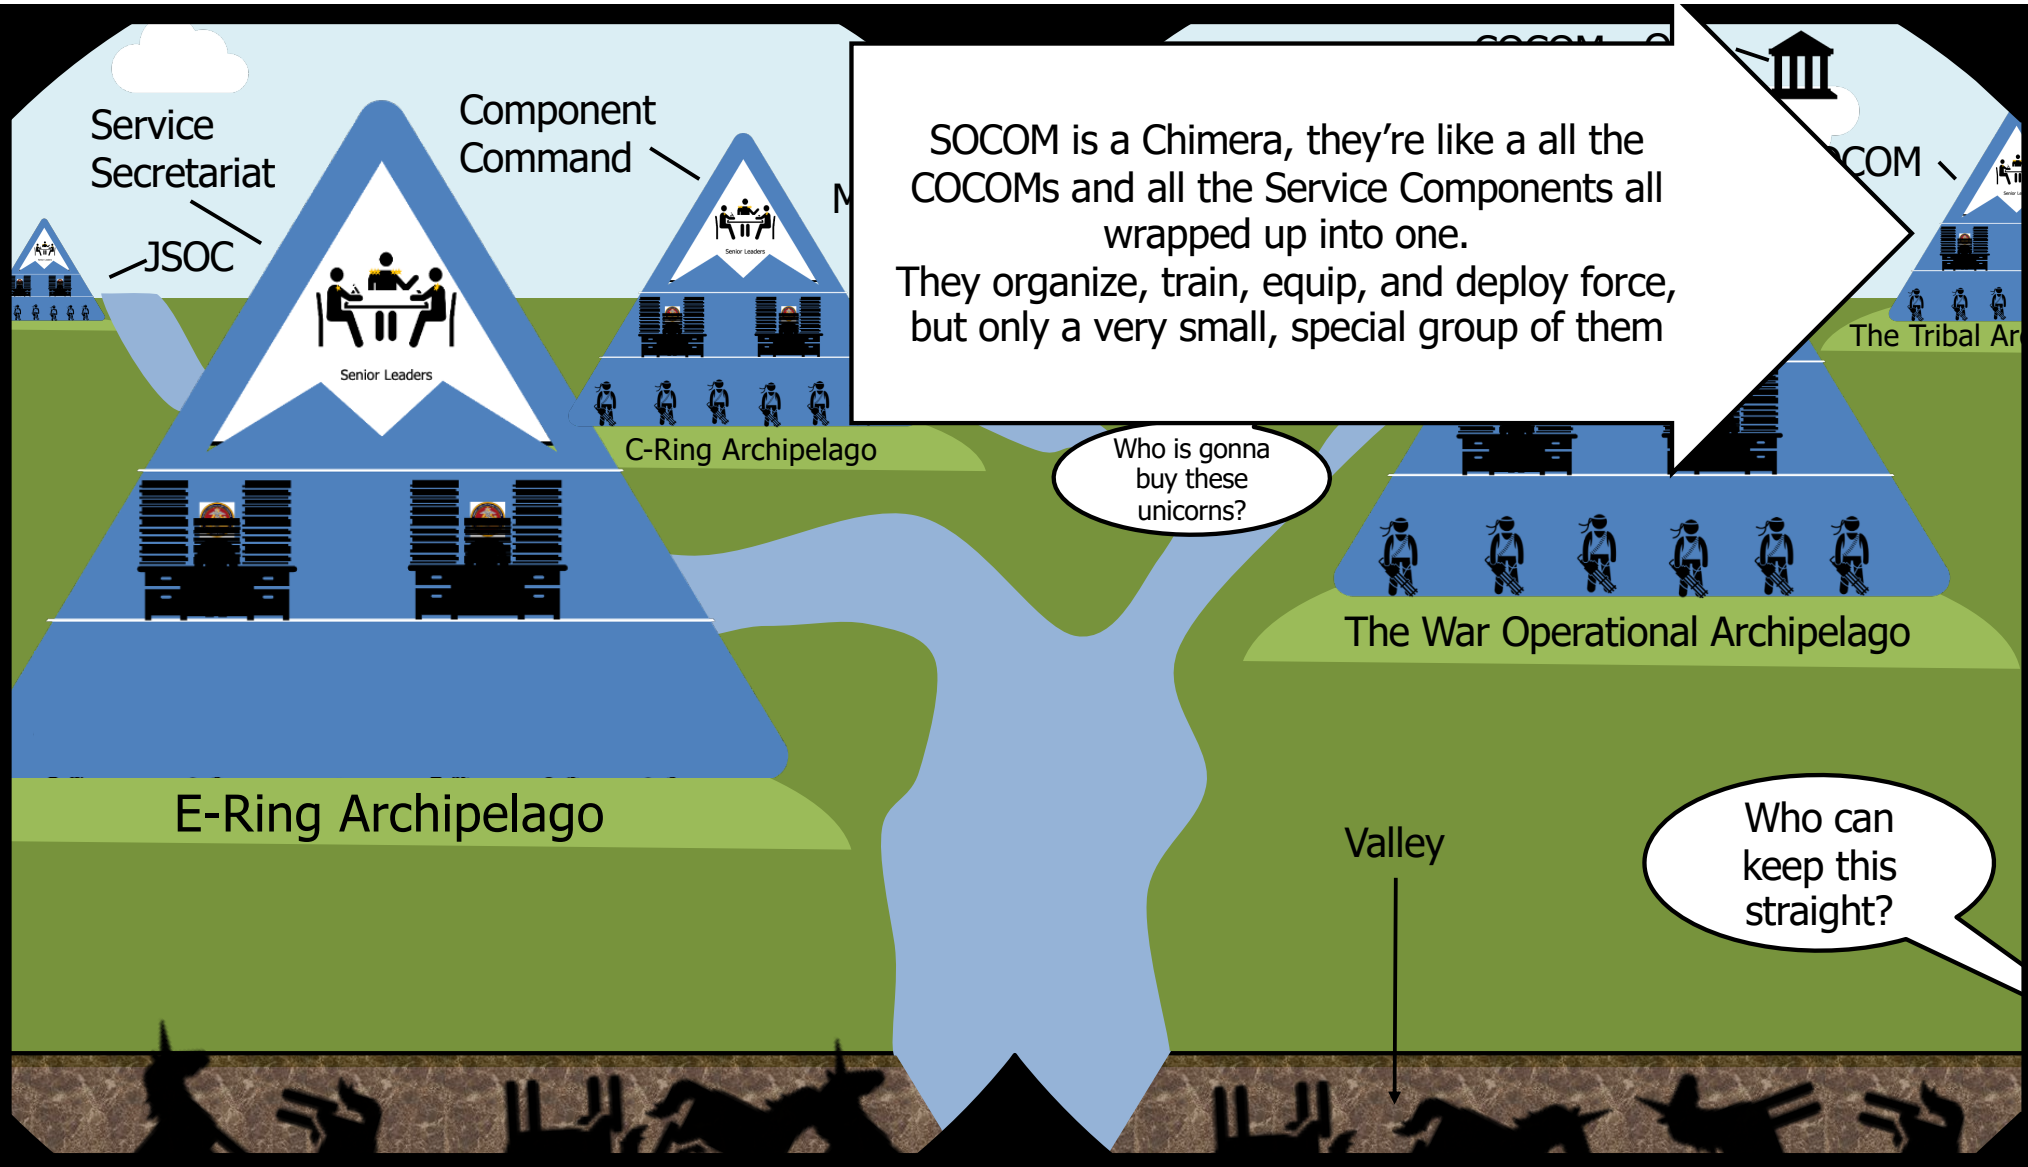 Service
Secretariat
JSOC
Component
Command
SOCOM is a Chimera, they're like a all the
COCOMs and all the Service Components all
wrapped up into one.
They organize, train, equip, and deploy force,
but only a very small, special group of them
Senior Leaders
Senior Leaders
C-Ring Archipelago
Who is gonna
buy these
unicorns?
The Tribal
The War Operational Archipelago
E-Ring Archipelago
Valley
Who can
keep this
straight?